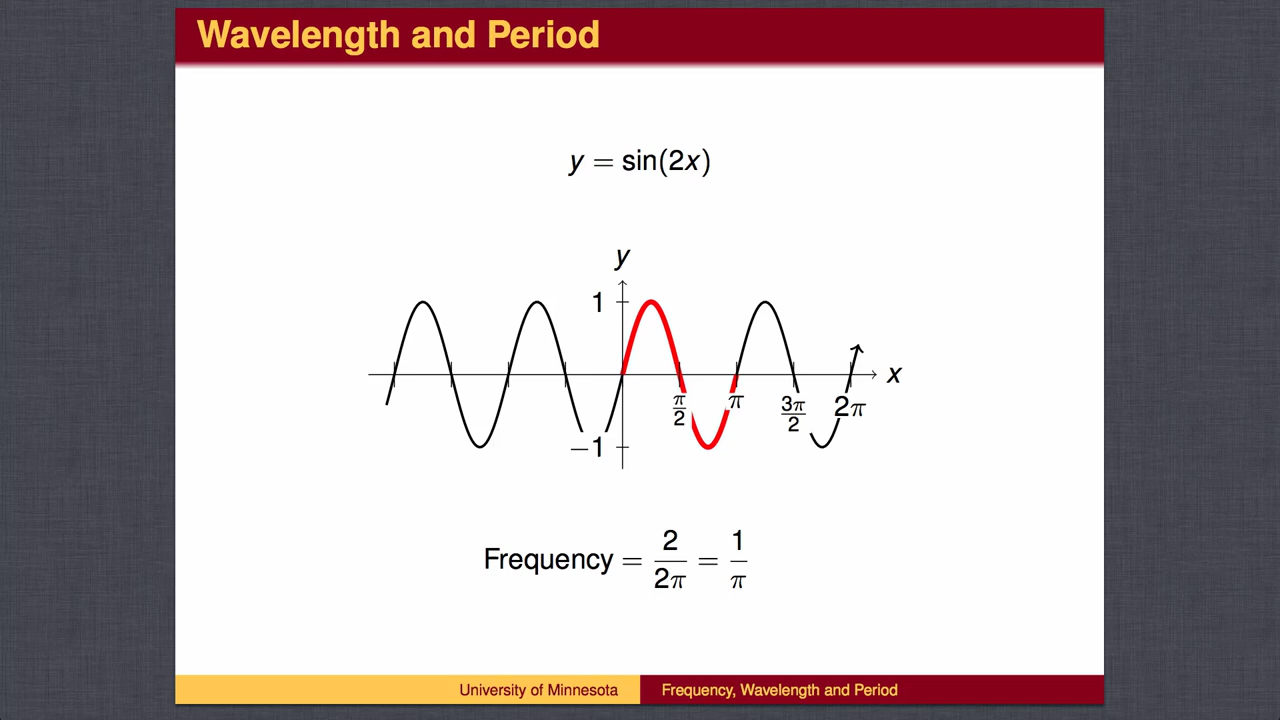 Wavelength and Period
y = sin(2x)
y
1
x
π/2
π
3π/2
2π
−1
Frequency = 2/2π = 1/π
University of Minnesota
Frequency, Wavelength and Period